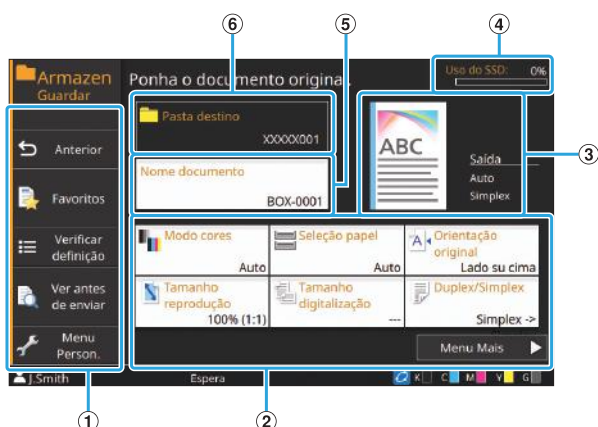 ⑥ ⑤ ④
Armazen
Guardar
Ponha o documento original.
Uso do SSD: 0%
Pasta destino
XXXXX001
Nome documento
BOX-0001
ABC
Saída
Auto
Simplex
③
Anterior
Favoritos
Verificar
definição
Ver antes
de enviar
Menu
Person.
Modo cores
Auto
Seleção papel
Auto
Orientação
original
Lado su cima
Tamanho
reprodução
100% (1:1)
Tamanho
digitalização
---
Duplex/Simplex
Simplex ->
Menu Mais
J.Smith
Espera
K C M Y G
① ②